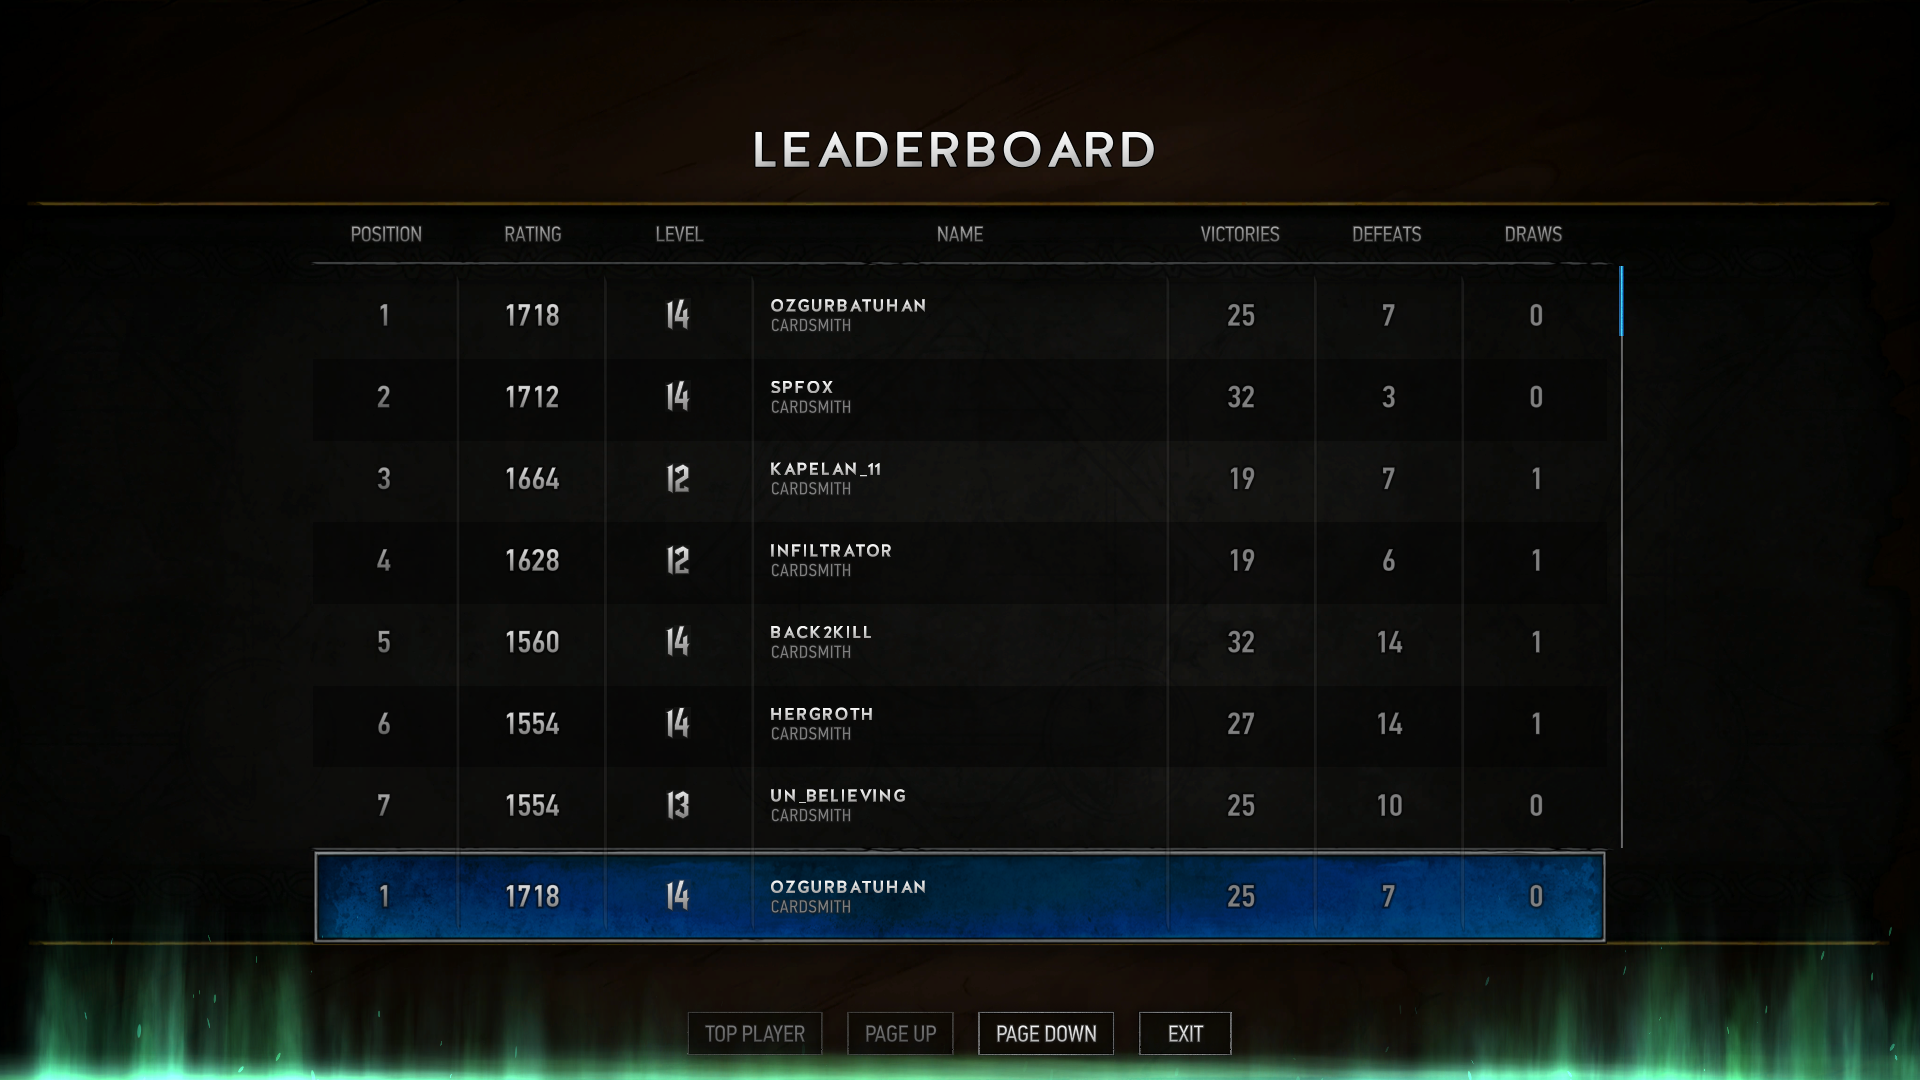 LEADERBOARD
POSITION RATING LEVEL NAME VICTORIES DEFEATS DRAWS
1 1718 14 OZGURBATUHAN 25 7 0
CARDSMITH
2 1712 14 SPFOX 32 3 0
CARDSMITH
3 1664 12 KAPELAN_11 19 7 1
CARDSMITH
4 1628 12 INFILTRATOR 19 6 1
CARDSMITH
5 1560 14 BACK2KILL 32 14 1
CARDSMITH
6 1554 14 HERGROTH 27 14 1
CARDSMITH
7 1554 13 UN_BELIEVING 25 10 0
CARDSMITH
1 1718 14 OZGURBATUHAN 25 7 0
CARDSMITH
TOP PLAYER PAGE UP PAGE DOWN EXIT